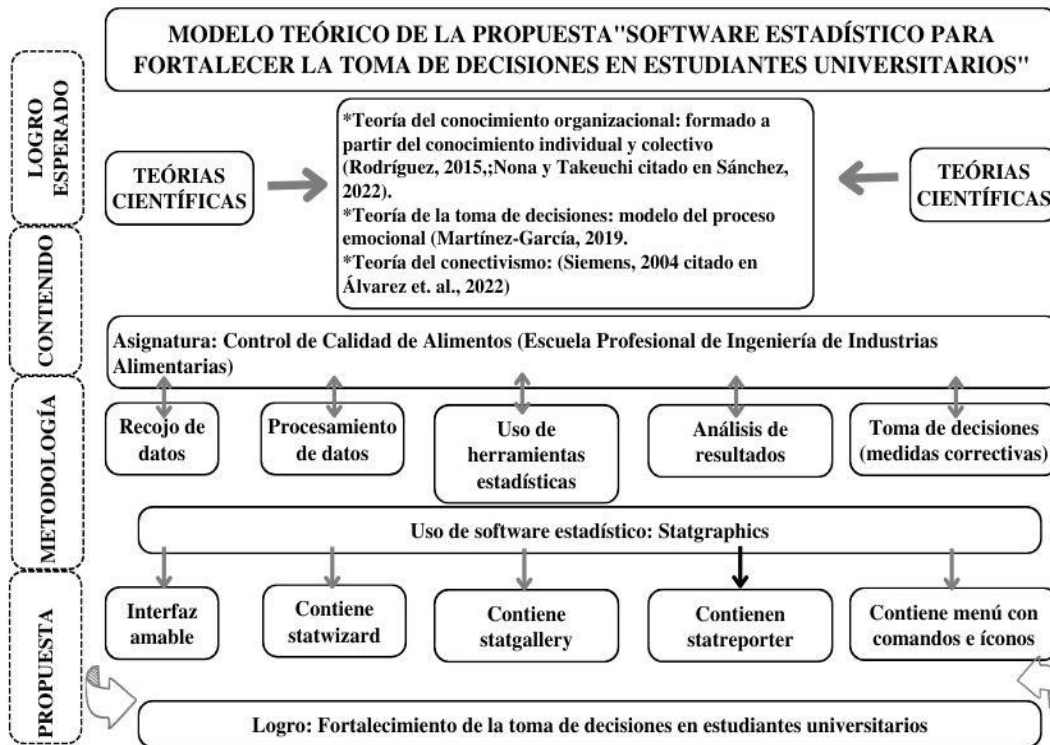 MODELO TEÓRICO DE LA PROPUESTA"SOFTWARE ESTADÍSTICO PARA
FORTALECER LA TOMA DE DECISIONES EN ESTUDIANTES UNIVERSITARIOS"
LOGRO
ESPERADO
TEÓRIAS
CIENTÍFICAS
*Teoría del conocimiento organizacional: formado a
partir del conocimiento individual y colectivo
(Rodríguez, 2015,;Nona y Takeuchi citado en Sánchez,
2022).
*Teoría de la toma de decisiones: modelo del proceso
emocional (Martínez-García, 2019.
*Teoría del conectivismo: (Siemens, 2004 citado en
Álvarez et. al., 2022)
TEÓRIAS
CIENTÍFICAS
CONTENIDO
Asignatura: Control de Calidad de Alimentos (Escuela Profesional de Ingeniería de Industrias
Alimentarias)
METODOLOGÍA
Recojo de
datos
Procesamiento
de datos
Uso de
herramientas
estadísticas
Análisis de
resultados
Toma de decisiones
(medidas correctivas)
Uso de software estadístico: Statgraphics
PROPUESTA
Interfaz
amable
Contiene
statwizard
Contiene
statgallery
Contienen
statreporter
Contiene menú con
comandos e íconos
Logro: Fortalecimiento de la toma de decisiones en estudiantes universitarios